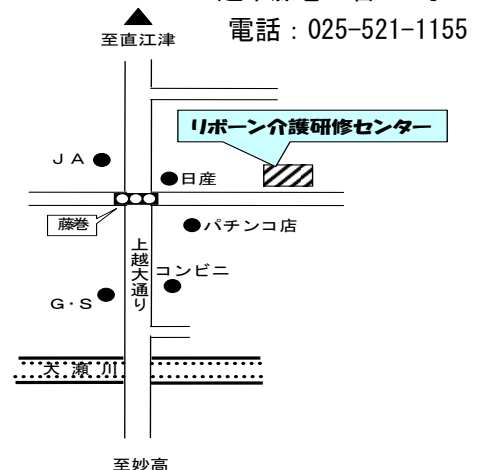 電話：025-521-1155
至直江津
リボーン介護研修センター
ＪＡ
日産
藤巻
パチンコ店
上越大通り
コンビニ
Ｇ・Ｓ
大瀬川
至妙高